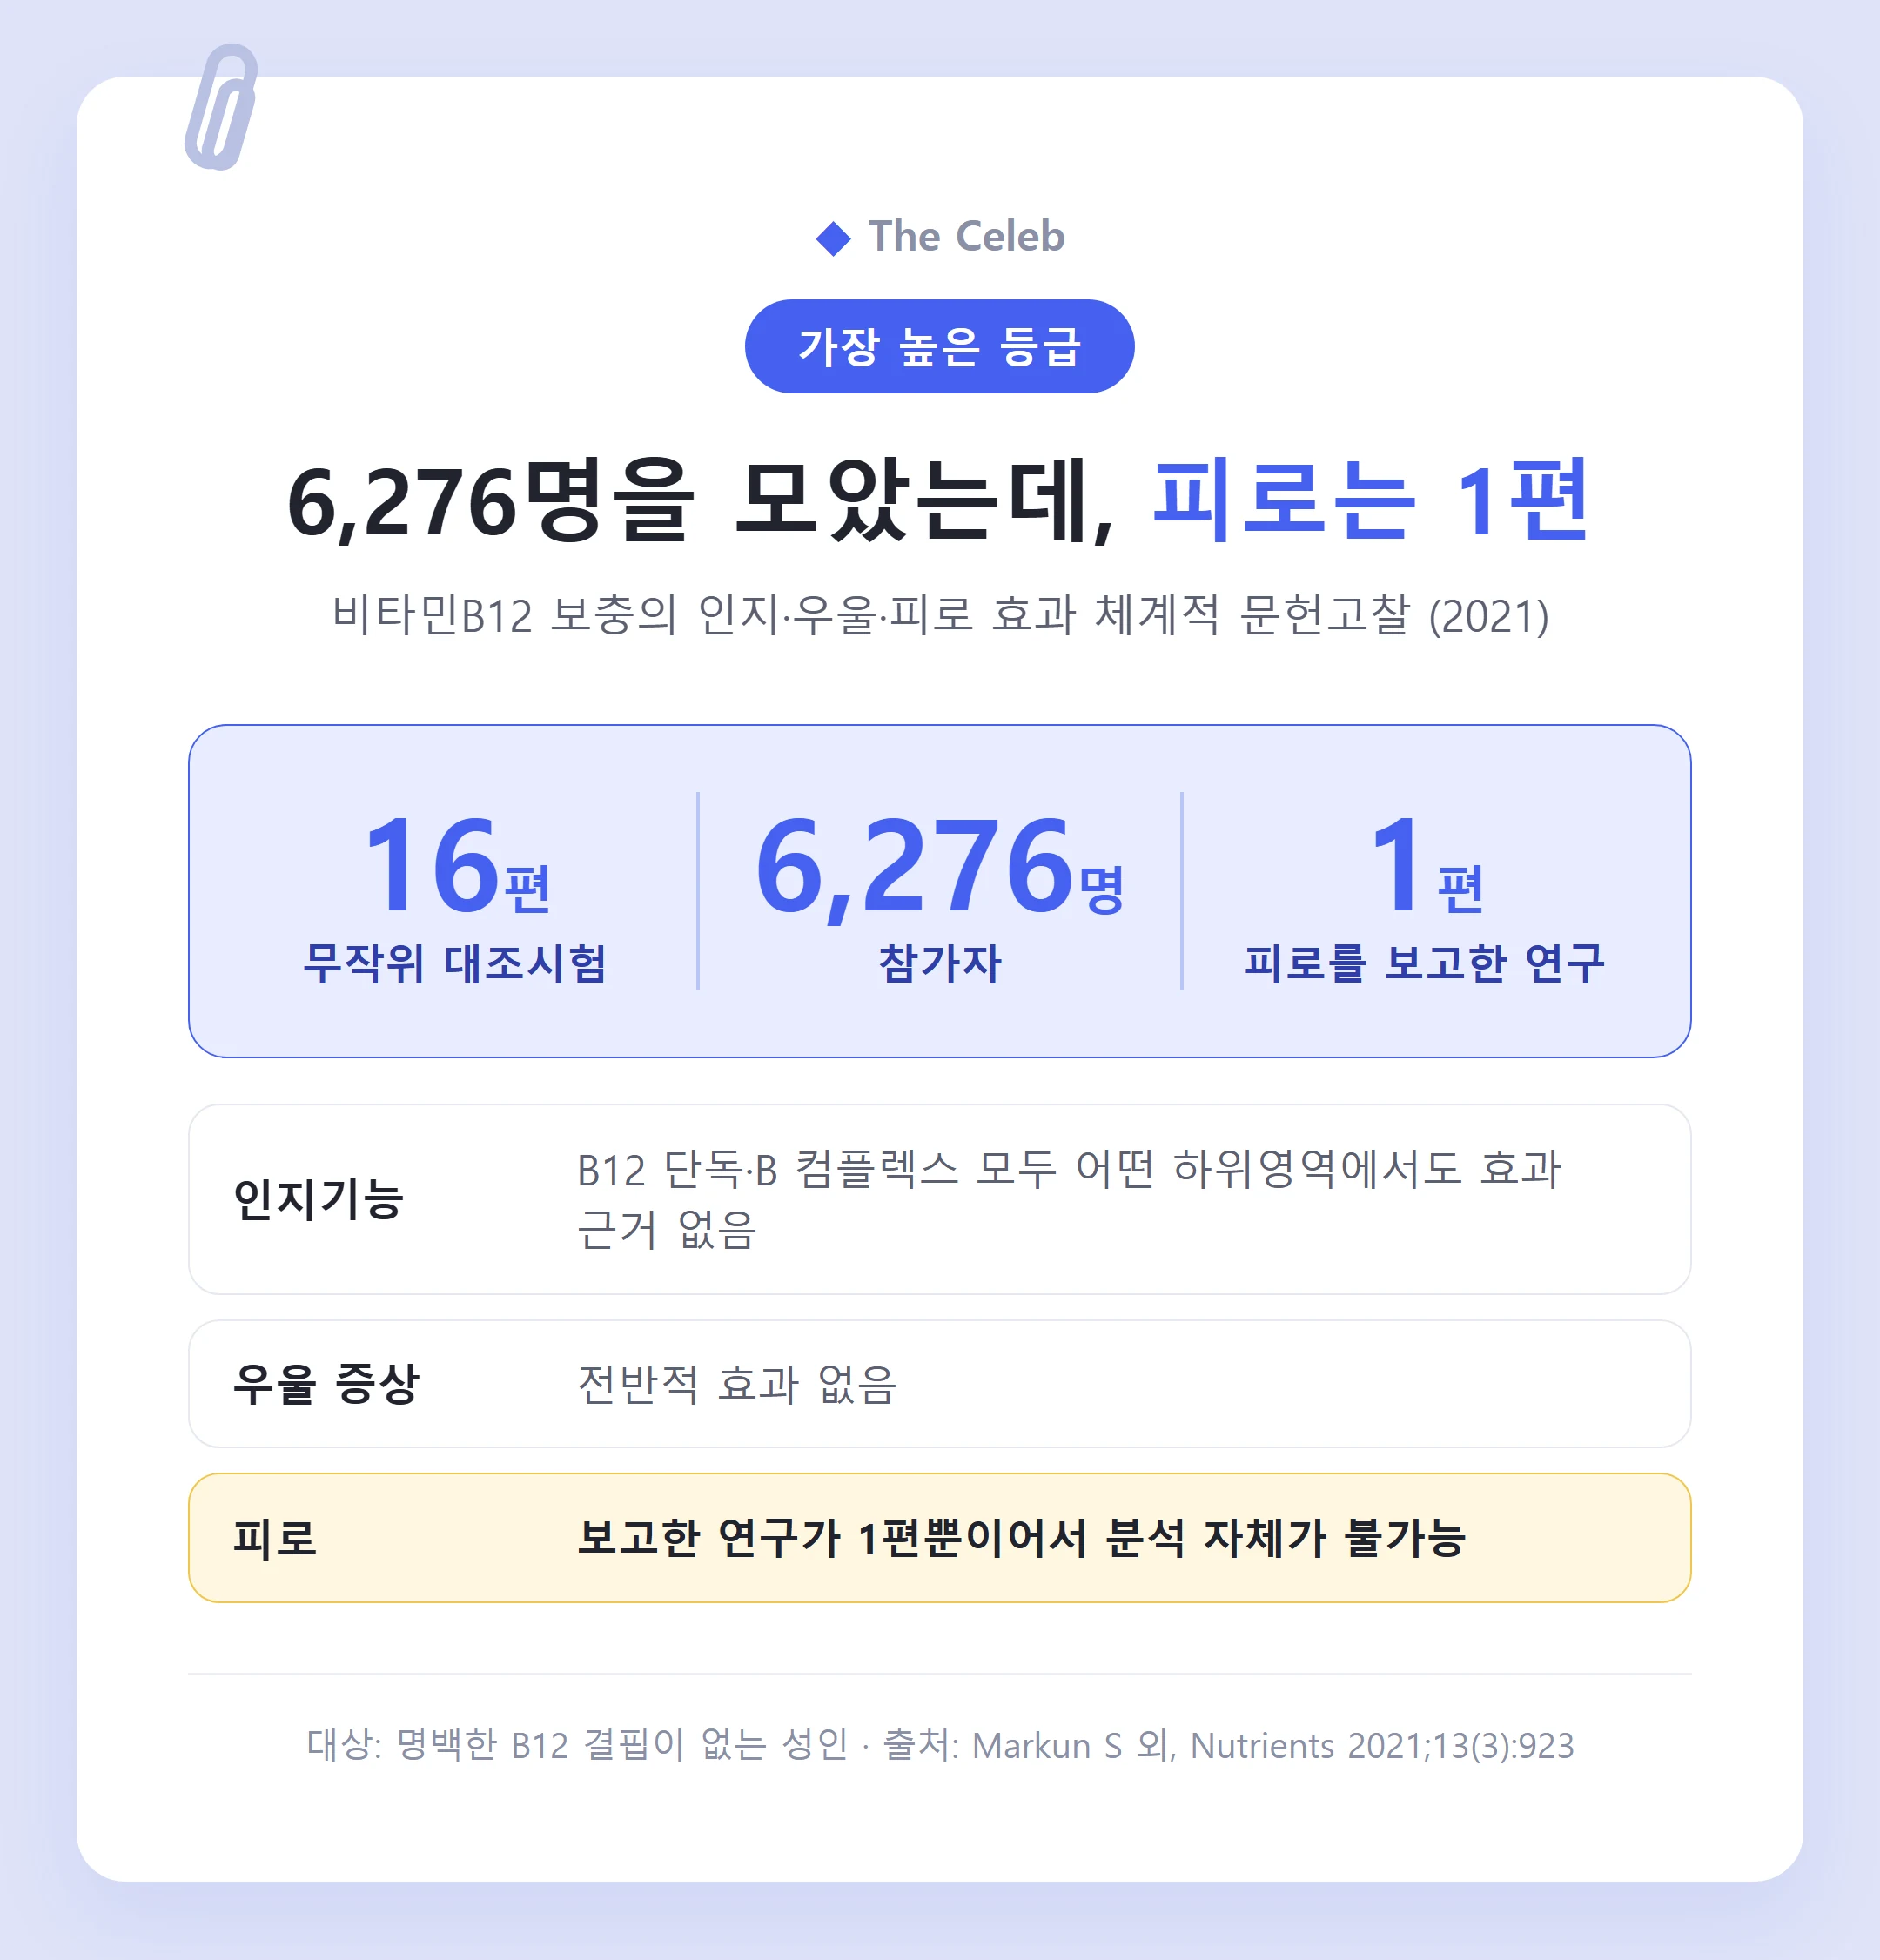 The Celeb
가장 높은 등급
6,276명을 모았는데, 피로는 1편
비타민B12 보충의 인지·우울·피로 효과 체계적 문헌고찰 (2021)
16편
무작위 대조시험
6,276명
참가자
1편
피로를 보고한 연구
인지기능
B12 단독·B 컴플렉스 모두 어떤 하위영역에서도 효과
근거 없음
우울 증상
전반적 효과 없음
피로
보고한 연구가 1편뿐이어서 분석 자체가 불가능
대상: 명백한 B12 결핍이 없는 성인 · 출처: Markun S 외, Nutrients 2021;13(3):923